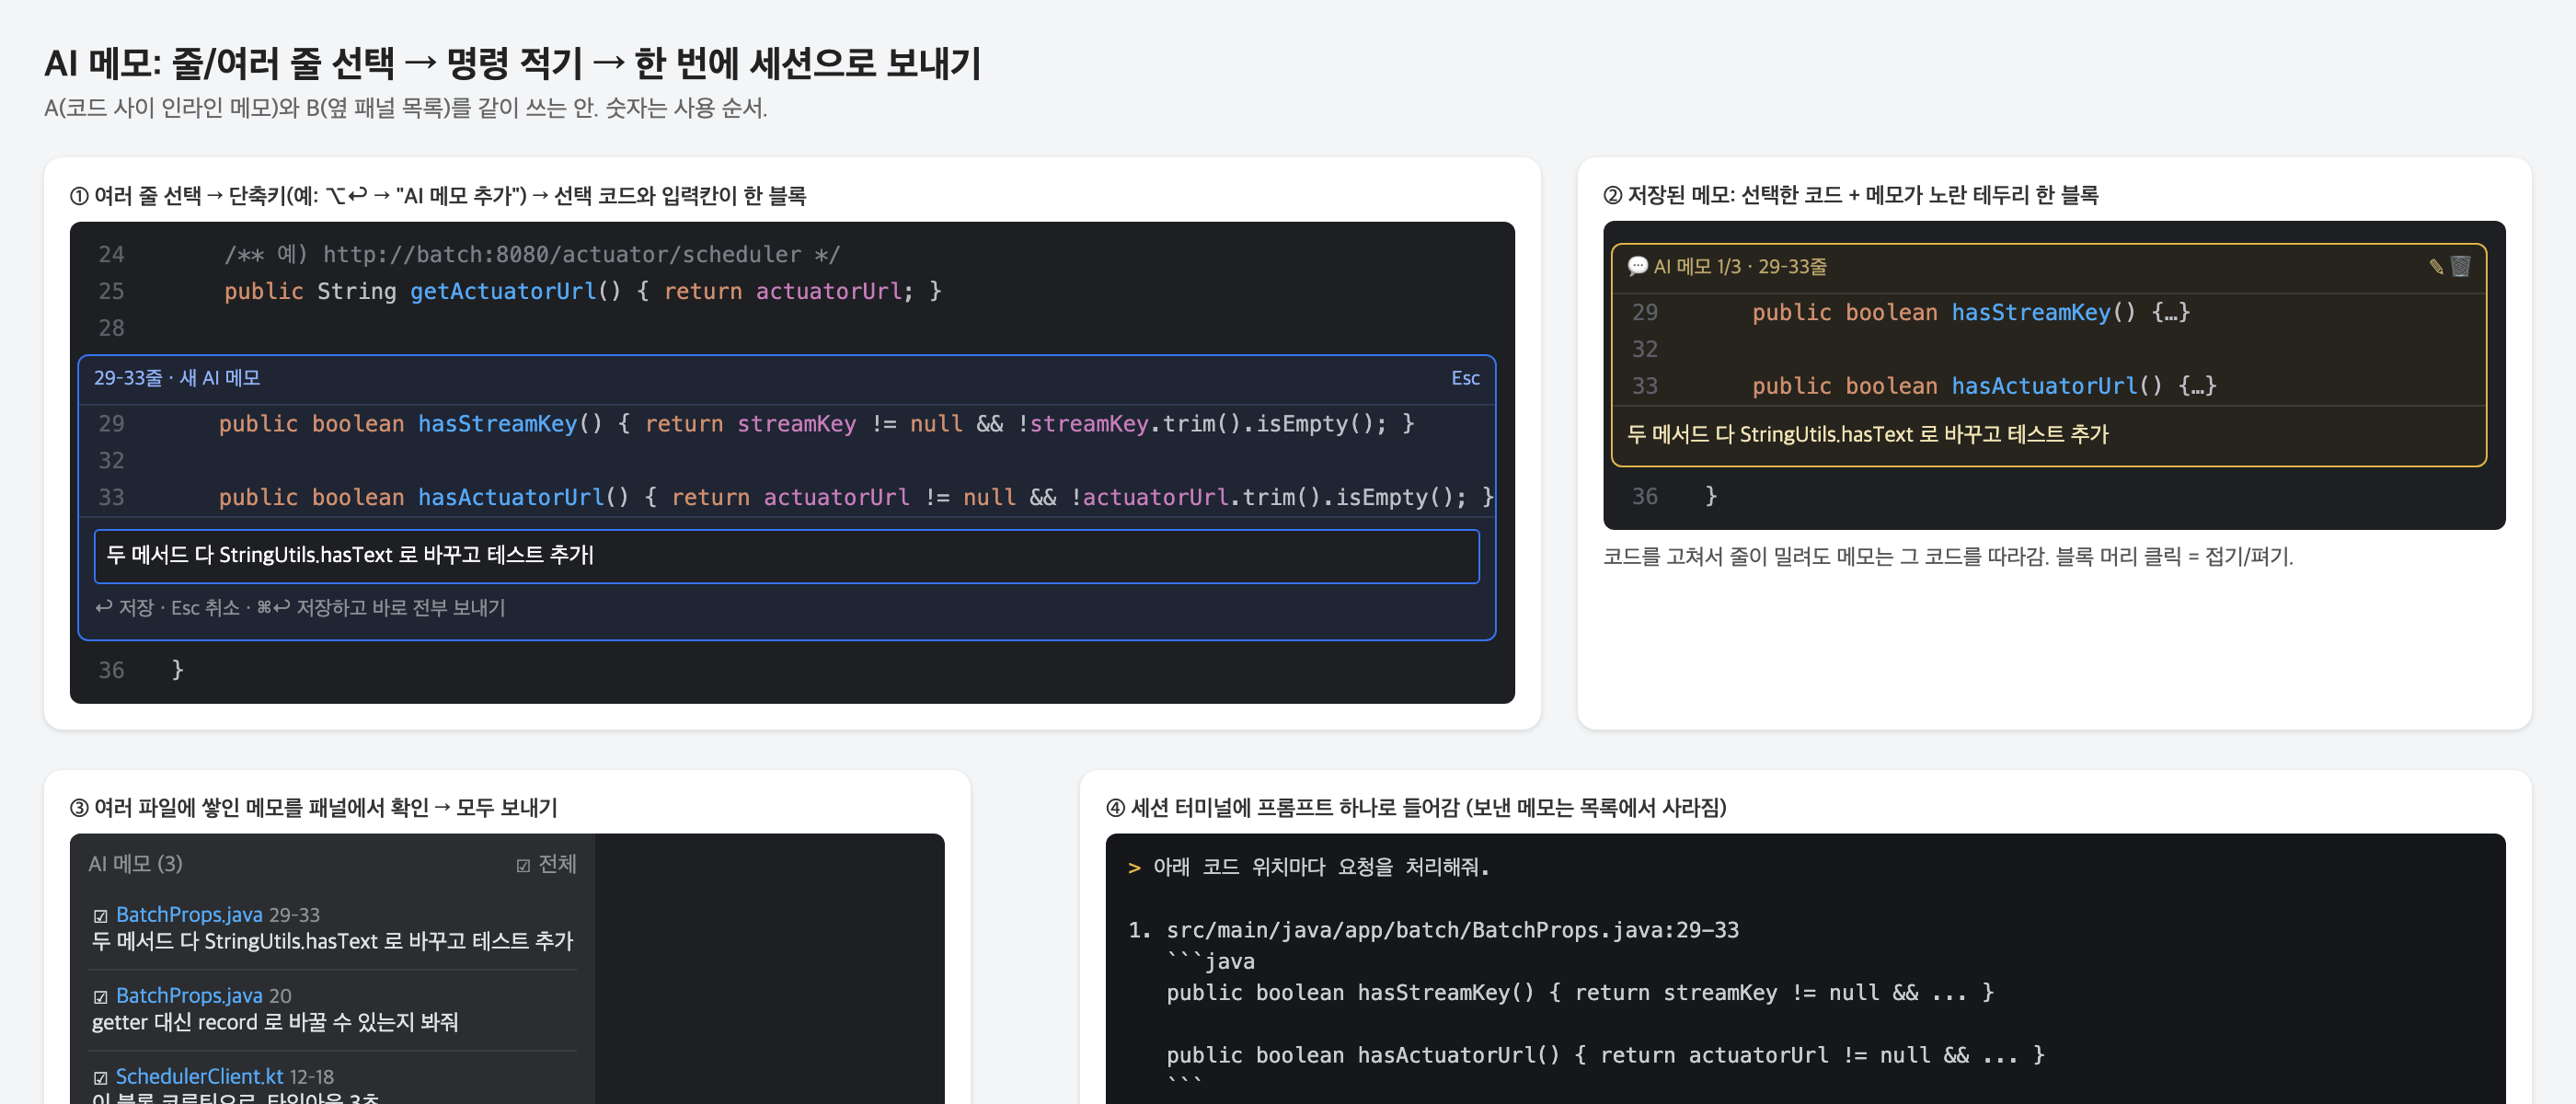 AI 메모: 줄/여러 줄 선택 → 명령 적기 → 한 번에 세션으로 보내기
A(코드 사이 인라인 메모)와 B(옆 패널 목록)를 같이 쓰는 안. 숫자는 사용 순서.
① 여러 줄 선택 → 단축키(예: ⌥↩ → "AI 메모 추가") → 선택 코드와 입력칸이 한 블록
24 /** 예) http://batch:8080/actuator/scheduler */
25 public String getActuatorUrl() { return actuatorUrl; }
28
29-33줄 · 새 AI 메모 Esc
29 public boolean hasStreamKey() { return streamKey != null && !streamKey.trim().isEmpty(); }
32
33 public boolean hasActuatorUrl() { return actuatorUrl != null && !actuatorUrl.trim().isEmpty(); }
두 메서드 다 StringUtils.hasText 로 바꾸고 테스트 추가|
↩ 저장 · Esc 취소 · ⌘↩ 저장하고 바로 전부 보내기
36 }
② 저장된 메모: 선택한 코드 + 메모가 노란 테두리 한 블록
💬 AI 메모 1/3 · 29-33줄 ✎🗑
29 public boolean hasStreamKey() {…}
32
33 public boolean hasActuatorUrl() {…}
두 메서드 다 StringUtils.hasText 로 바꾸고 테스트 추가
36 }
코드를 고쳐서 줄이 밀려도 메모는 그 코드를 따라감. 블록 머리 클릭 = 접기/펴기.
③ 여러 파일에 쌓인 메모를 패널에서 확인 → 모두 보내기
AI 메모 (3) ☑ 전체
☑ BatchProps.java 29-33
두 메서드 다 StringUtils.hasText 로 바꾸고 테스트 추가
☑ BatchProps.java 20
getter 대신 record 로 바꿀 수 있는지 봐줘
☑ SchedulerClient.kt 12-18
이 블록 코루틴으로, 타임아웃 3초
④ 세션 터미널에 프롬프트 하나로 들어감 (보낸 메모는 목록에서 사라짐)
> 아래 코드 위치마다 요청을 처리해줘.
1. src/main/java/app/batch/BatchProps.java:29-33
```java
public boolean hasStreamKey() { return streamKey != null && ... }
public boolean hasActuatorUrl() { return actuatorUrl != null && ... }
```